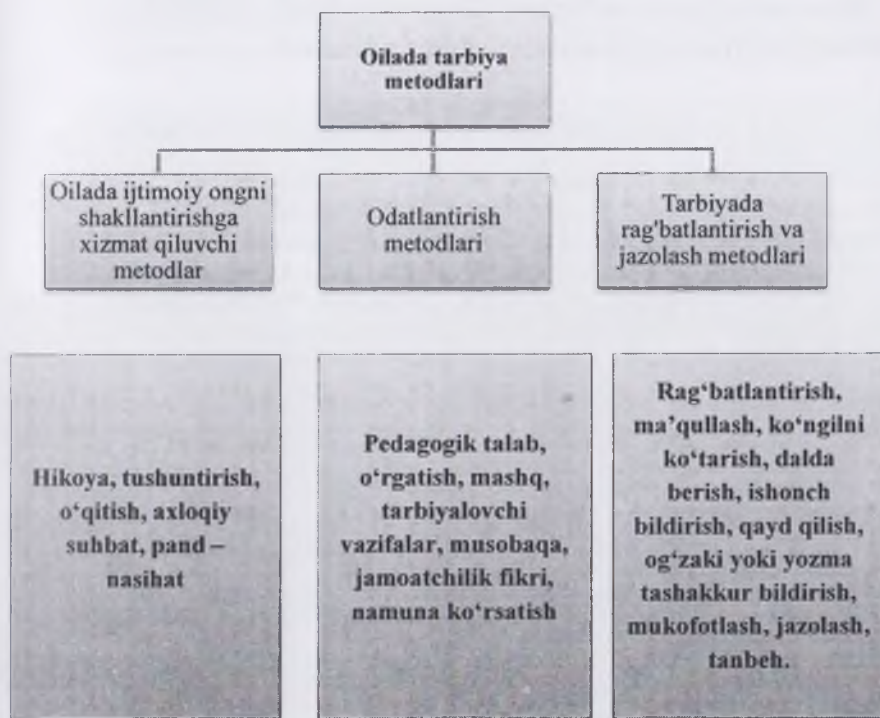 Oilada tarbiya
metodlari
Oilada ijtimoiy ongni
shakllantirishga
xizmat qiluvchi
metodlar
Odatlantirish
metodlari
Tarbiyada
rag'batlantirish va
jazolash metodlari
Hikoya, tushuntirish,
o‘qitish, axloqiy
suhbat, pand –
nasihat
Pedagogik talab,
o‘rgatish, mashq,
tarbiyalovchi
vazifalar, musobaqa,
jamoatchilik fikri,
namuna ko‘rsatish
Rag‘batlantirish,
ma’qullash, ko‘ngilni
ko‘tarish, dalda
berish, ishonch
bildirish, qayd qilish,
og‘zaki yoki yozma
tashakkur bildirish,
mukofotlash, jazolash,
tanbeh.